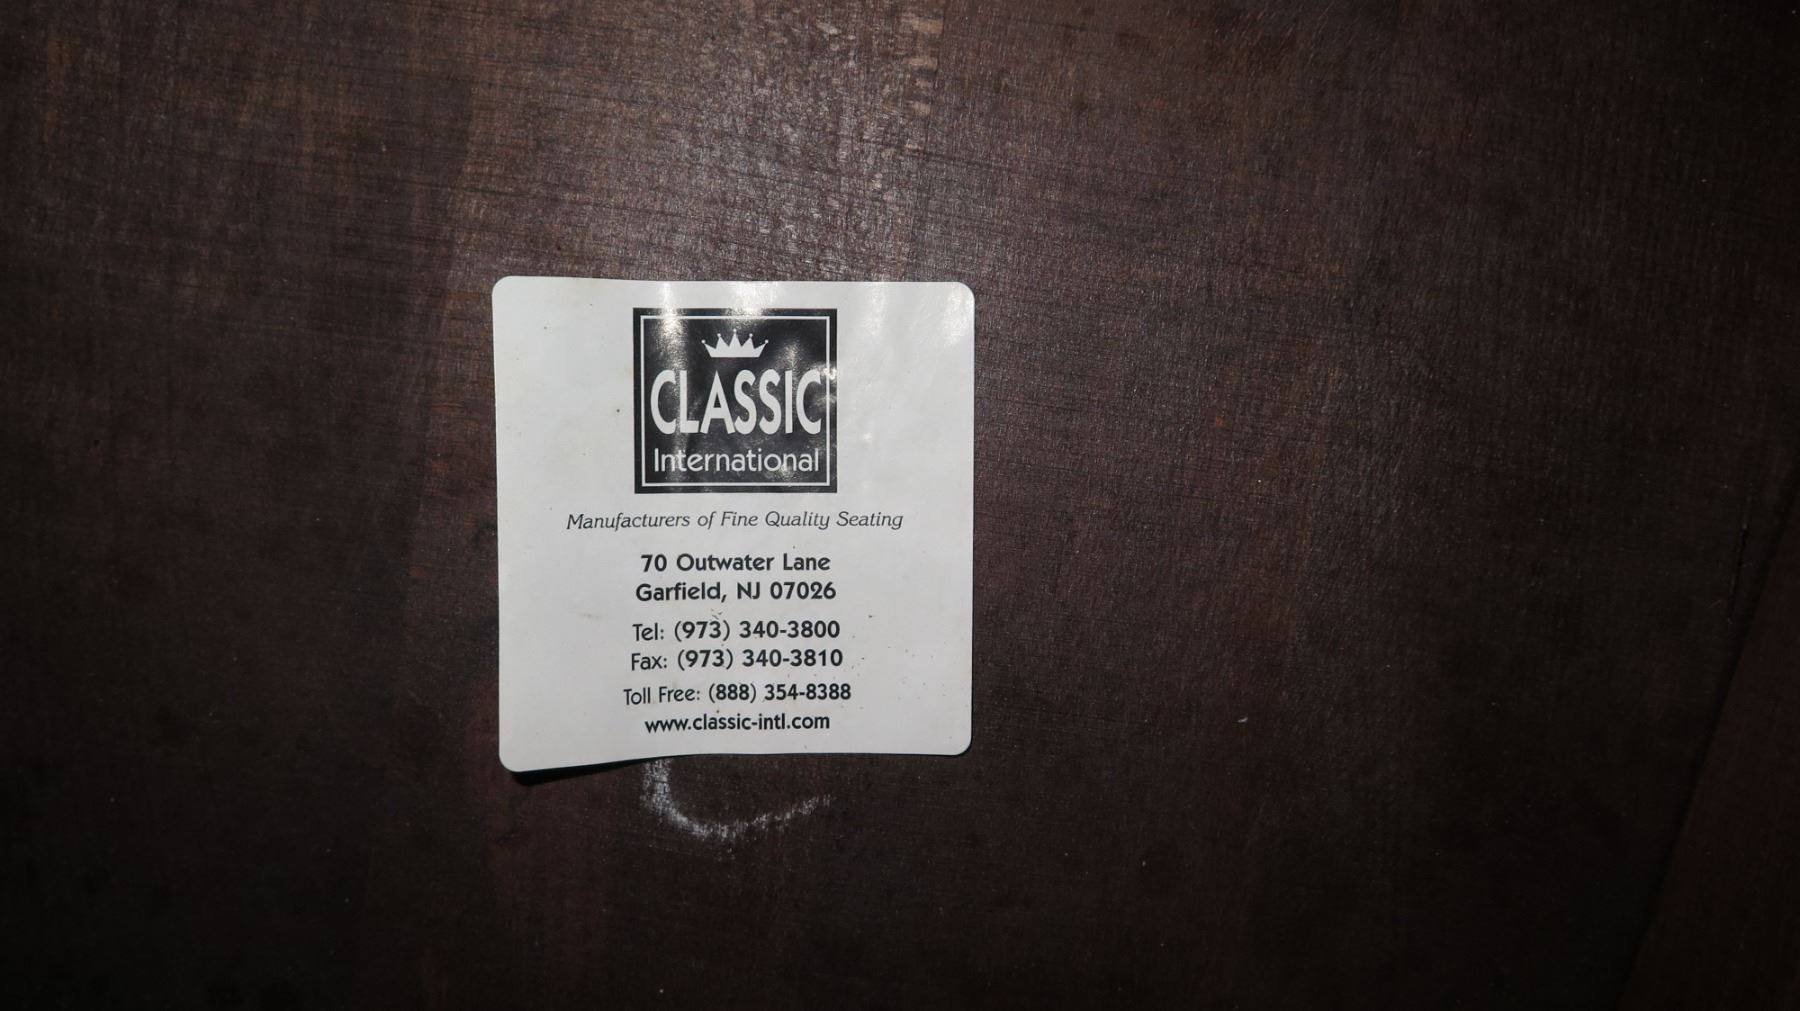 CLASSIC
International
Manufacturers of Fine Quality Seating
70 Outwater Lane
Garfield, NJ 07026
Tel: (973) 340-3800
Fax: (973) 340-3810
Toll Free: (888) 354-8388
www.classic-intl.com